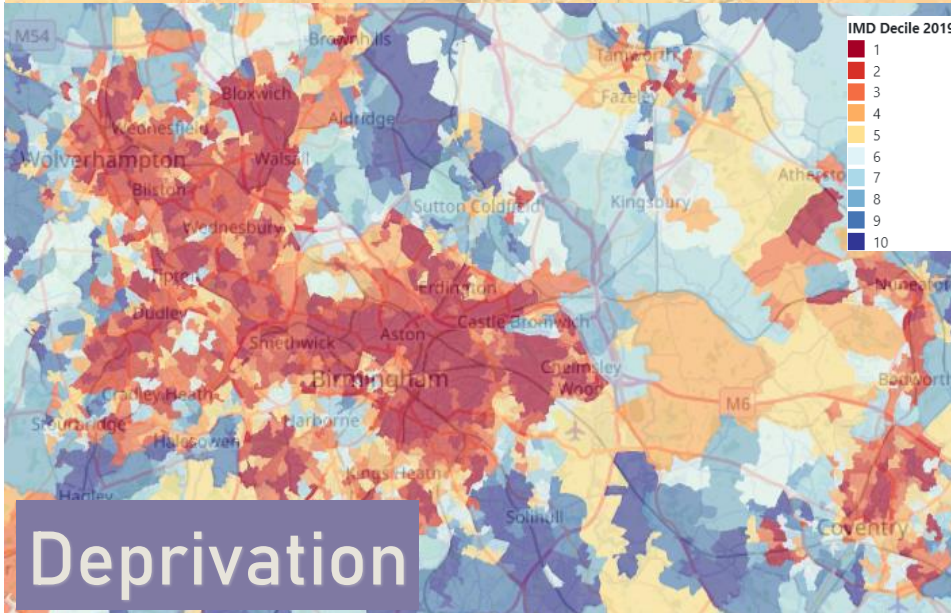 M54
Brownhills
Tamworth
IMD Decile 2019
1
2
3
4
5
6
7
8
9
10
Bloxwich
Fazeley
Wednesfield
Aldridge
Wolverhampton
Walsall
Bilston
Athersto
Sutton Coldfield
Kingsbury
Wednesbury
Tipton
Erdington
Nuneaton
Dudley
Smethwick
Aston
Castle Bromwich
Birmingham
Chelmsley
Wood
Bedworth
Cradley Heath
M6
Stourbridge
Harborne
Halesowen
Kings Heath
Hagley
Solihull
Coventry
Deprivation